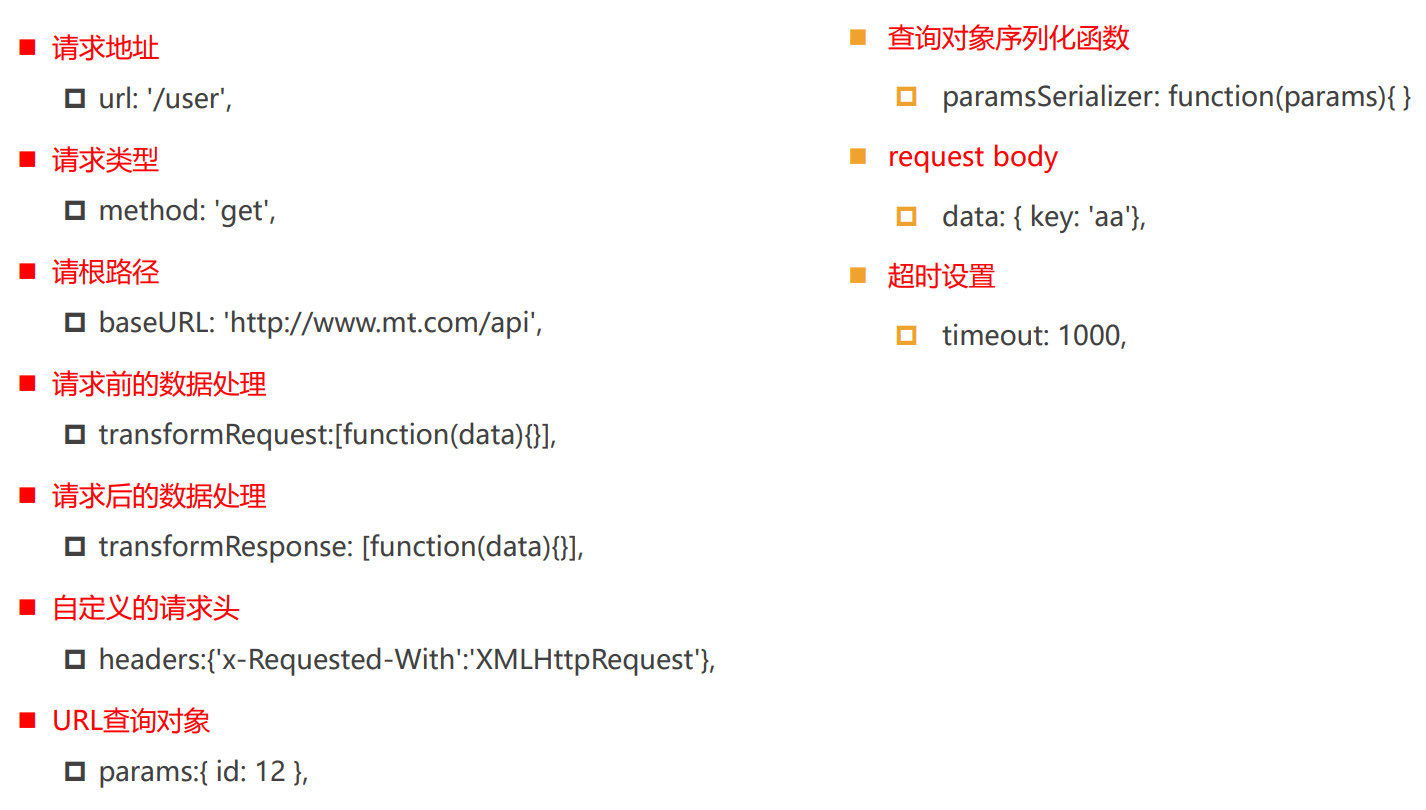 请求地址
url: '/user',
请求类型
method: 'get',
请根路径
baseURL: 'http://www.mt.com/api',
请求前的数据处理
transformRequest:[function(data){}],
请求后的数据处理
transformResponse: [function(data){}],
自定义的请求头
headers:{'x-Requested-With':'XMLHttpRequest'},
URL查询对象
params:{ id: 12 },
查询对象序列化函数
paramsSerializer: function(params){ }
request body
data: { key: 'aa'},
超时设置
timeout: 1000,